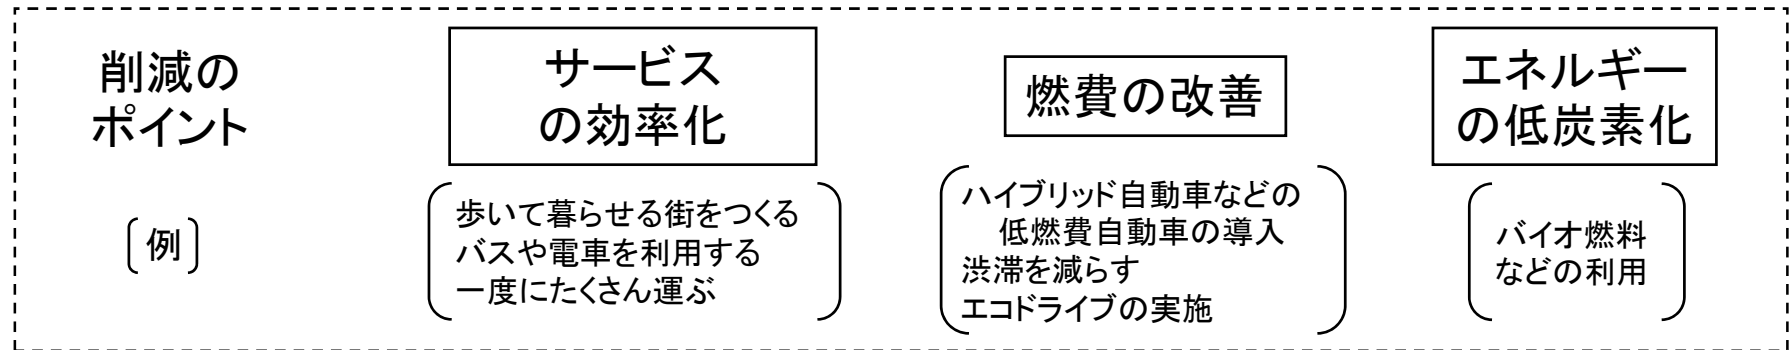 削減の
ポイント
サービス
の効率化
燃費の改善
エネルギー
の低炭素化
〔例〕
歩いて暮らせる街をつくる
バスや電車を利用する
一度にたくさん運ぶ
ハイブリッド自動車などの
低燃費自動車の導入
渋滞を減らす
エコドライブの実施
バイオ燃料
などの利用